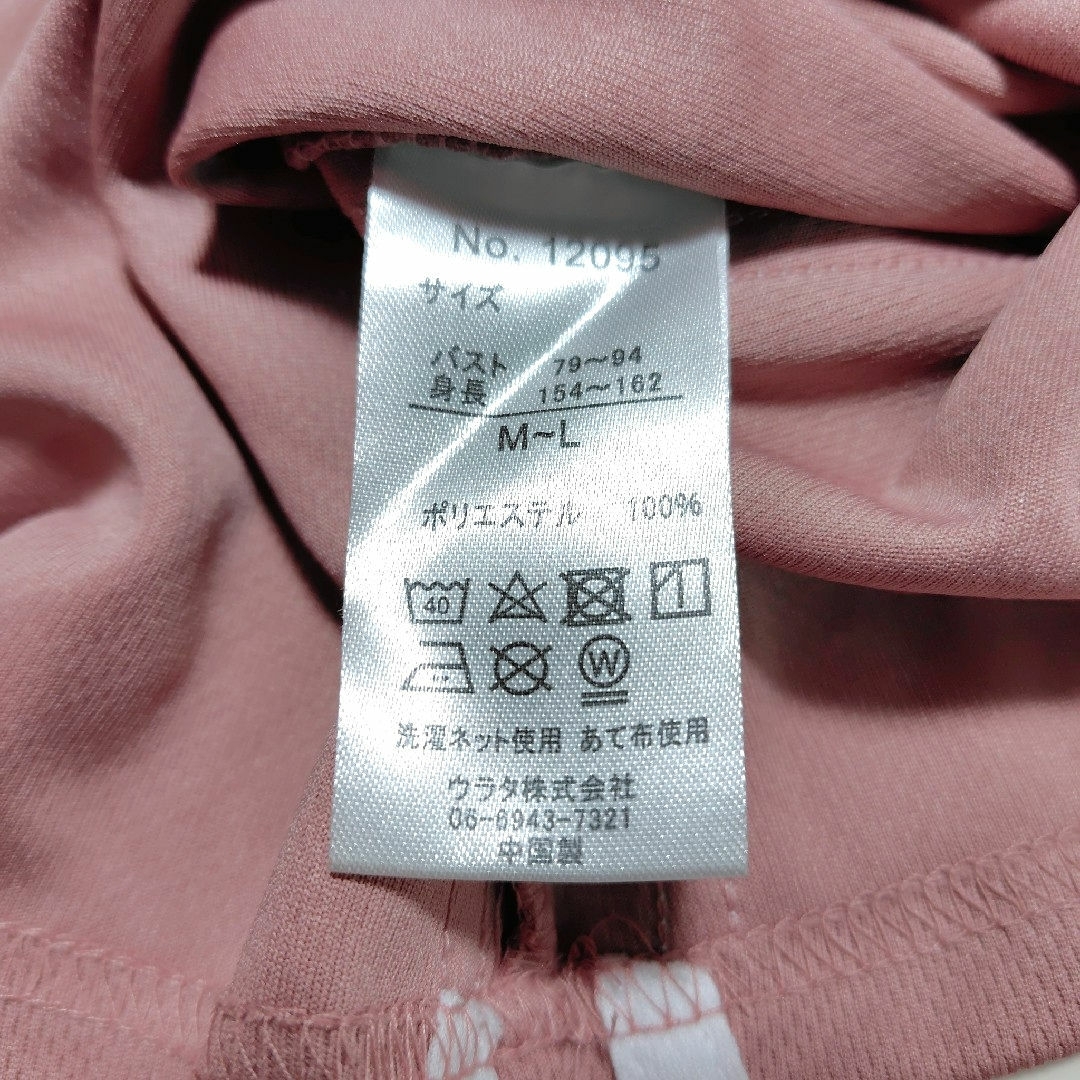 No. 12095
サイズ
バスト 79～94
身長 154～162
M~L
ポリエステル 100%
40
W
洗濯ネット使用 あて布使用
ウラタ株式会社
06-6943-7321
中国製